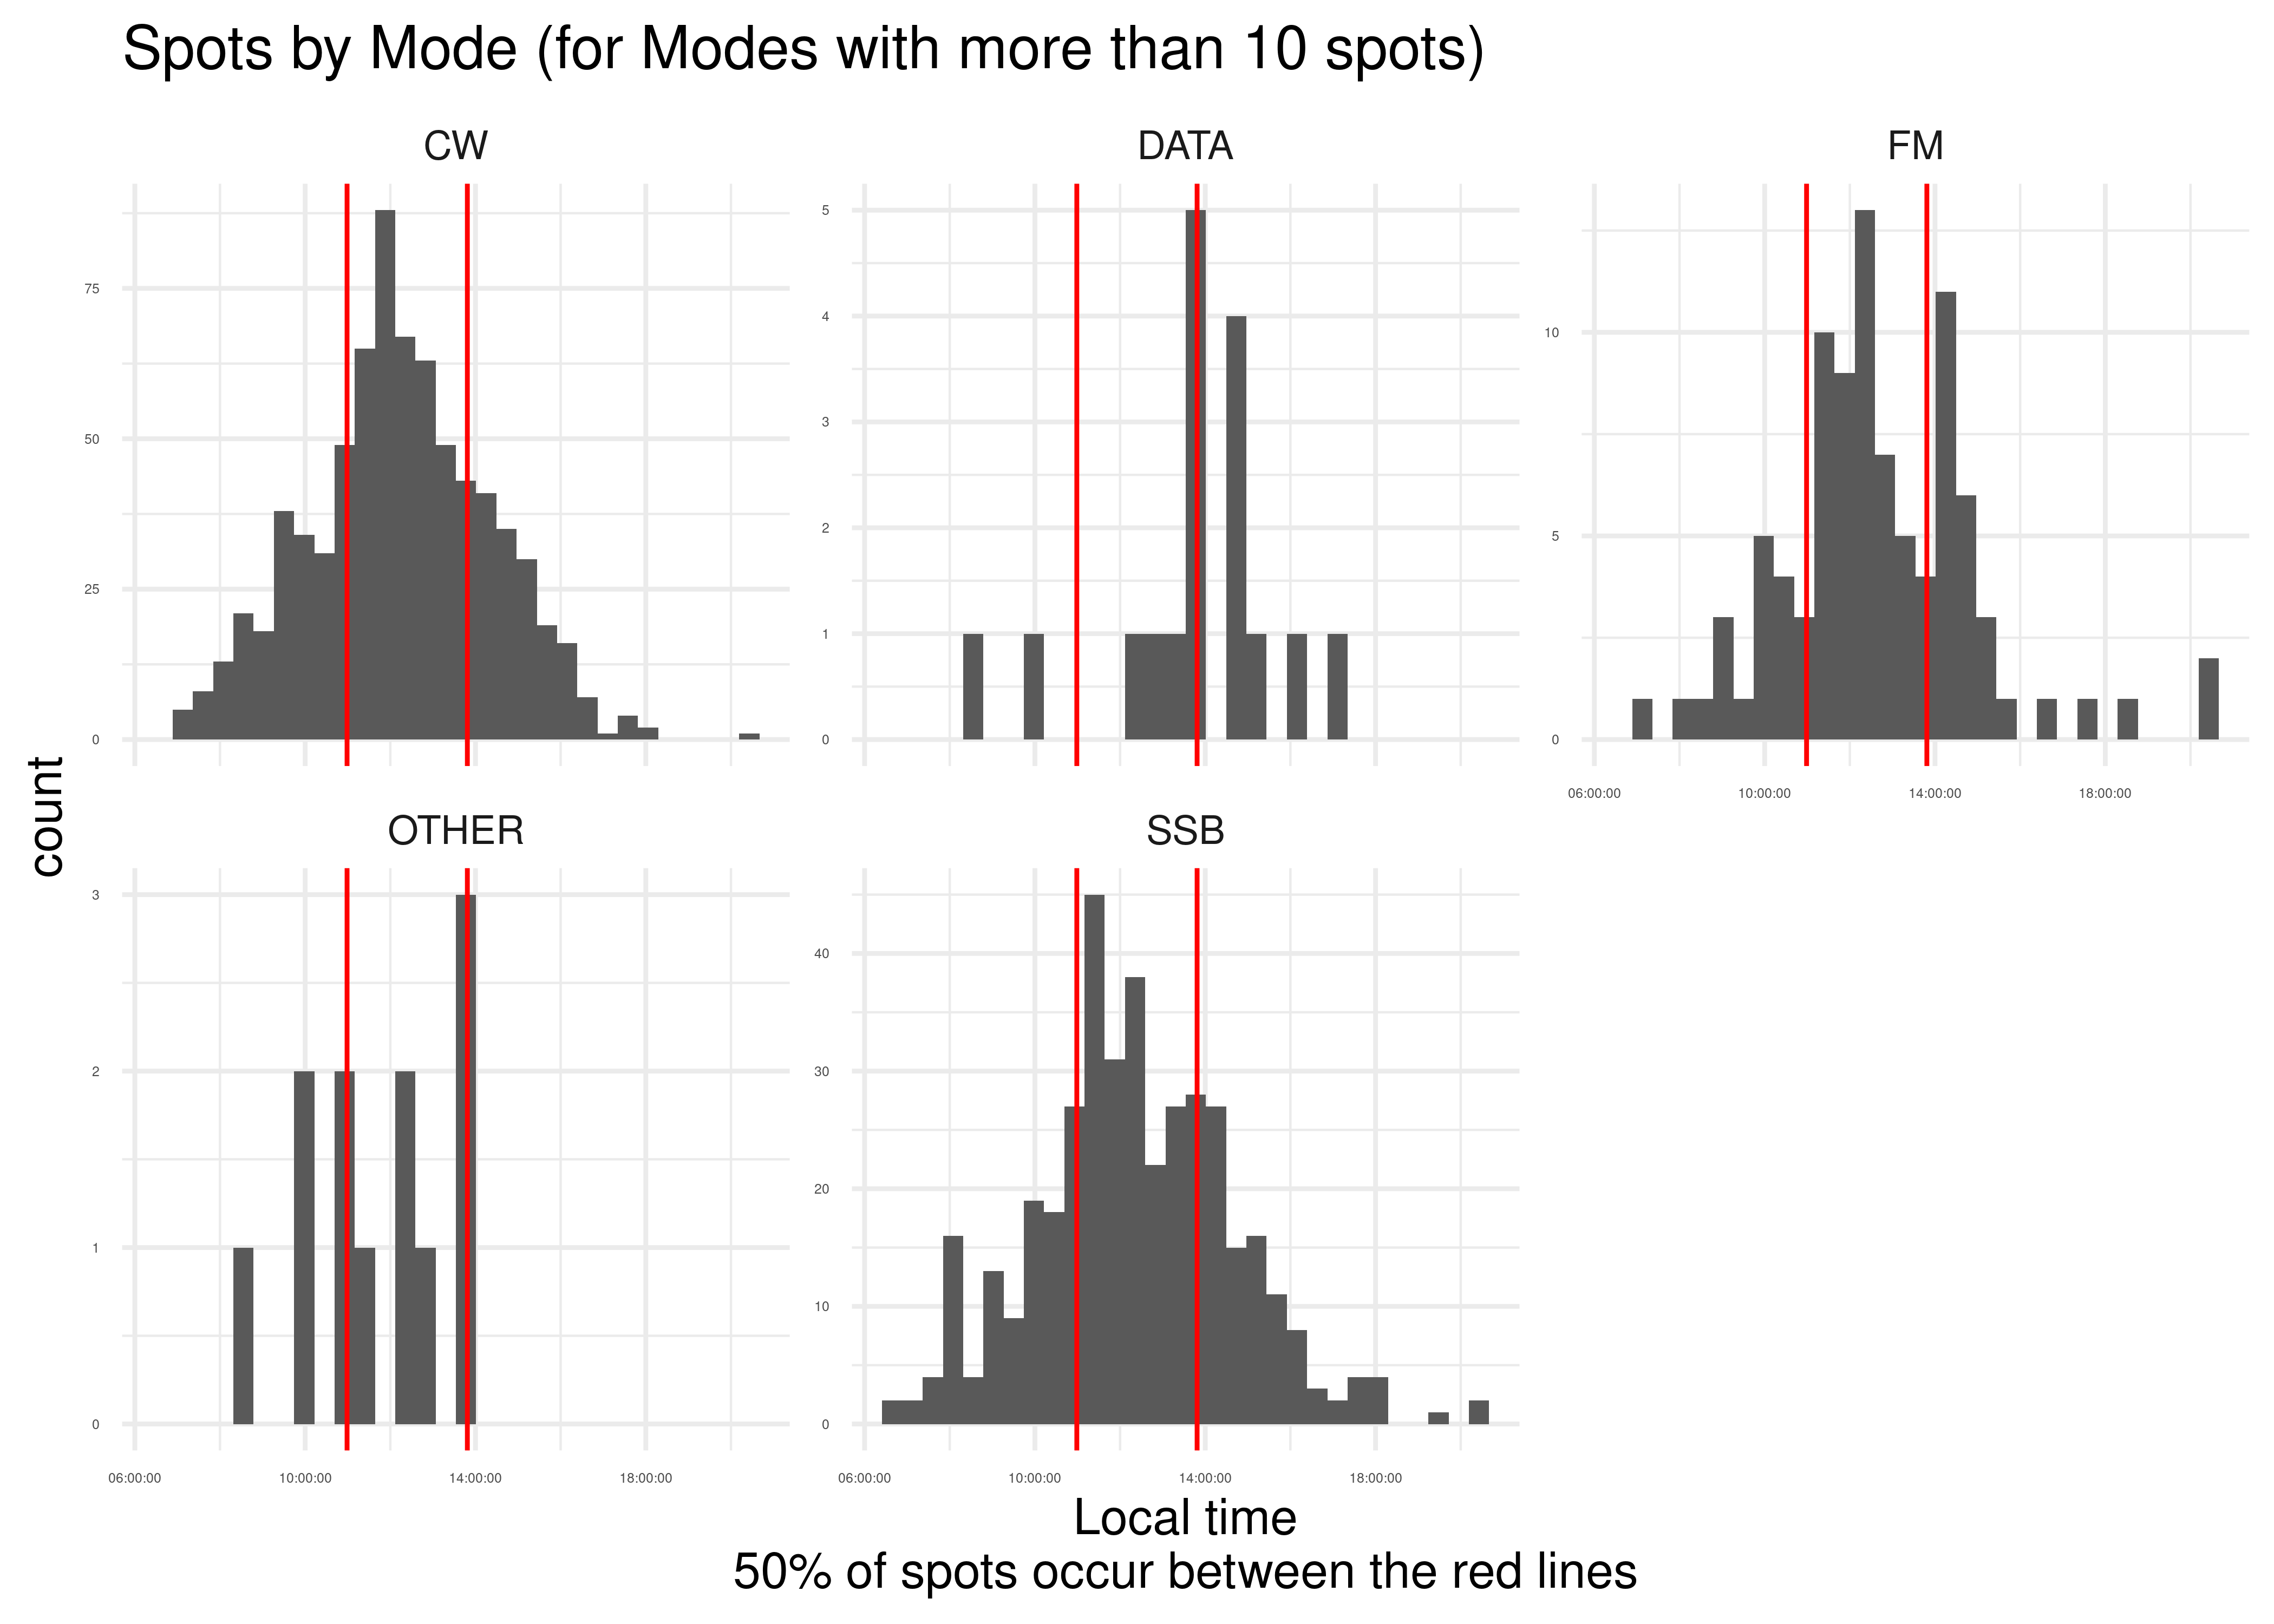 Spots by Mode (for Modes with more than 10 spots)
CW
DATA
FM
75
50
25
0
5
4
3
2
1
0
10
5
0
06:00:00 10:00:00 14:00:00 18:00:00
count
OTHER
SSB
3
2
1
0
40
30
20
10
0
06:00:00 10:00:00 14:00:00 18:00:00
06:00:00 10:00:00 14:00:00 18:00:00
Local time
50% of spots occur between the red lines